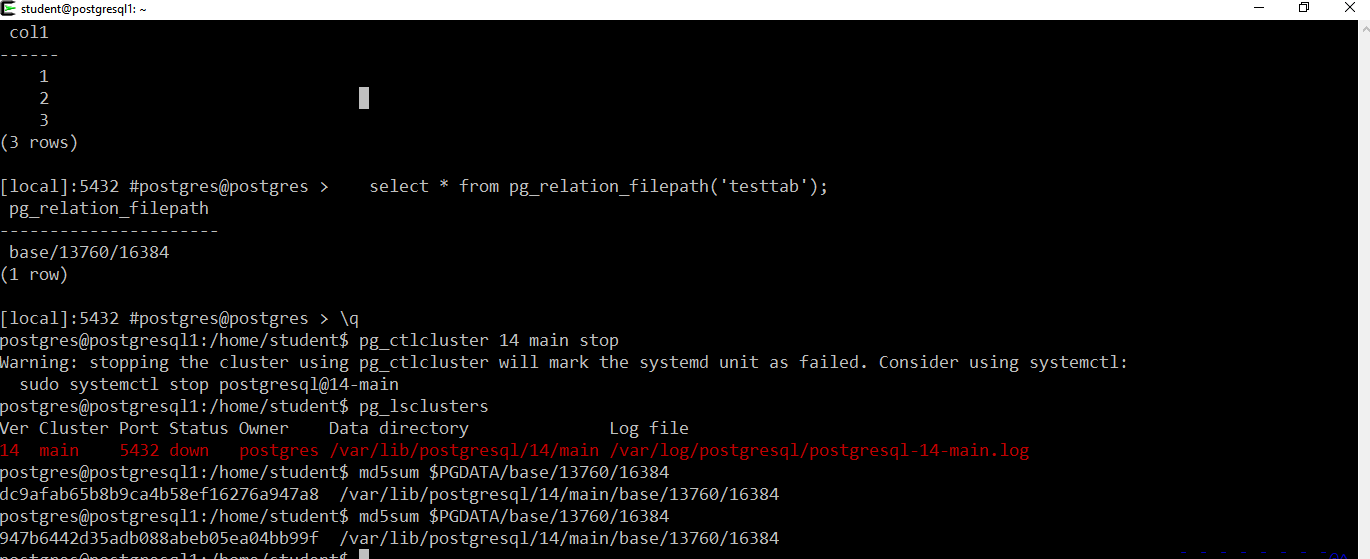 student@postgresql1: ~
col1
------
1
2
3
(3 rows)
[local]:5432 #postgres@postgres >    select * from pg_relation_filepath('testtab');
pg_relation_filepath
----------------------
base/13760/16384
(1 row)
[local]:5432 #postgres@postgres > \q
postgres@postgresql1:/home/student$ pg_ctlcluster 14 main stop
Warning: stopping the cluster using pg_ctlcluster will mark the systemd unit as failed. Consider using systemctl:
  sudo systemctl stop postgresql@14-main
postgres@postgresql1:/home/student$ pg_lsclusters
Ver Cluster Port Status Owner    Data directory              Log file
14  main    5432 down   postgres /var/lib/postgresql/14/main /var/log/postgresql/postgresql-14-main.log
postgres@postgresql1:/home/student$ md5sum $PGDATA/base/13760/16384
dc9afab65b8b9ca4b58ef16276a947a8  /var/lib/postgresql/14/main/base/13760/16384
postgres@postgresql1:/home/student$ md5sum $PGDATA/base/13760/16384
947b6442d35adb088abeb05ea04bb99f  /var/lib/postgresql/14/main/base/13760/16384
postgres@postgresql1:/home/student$